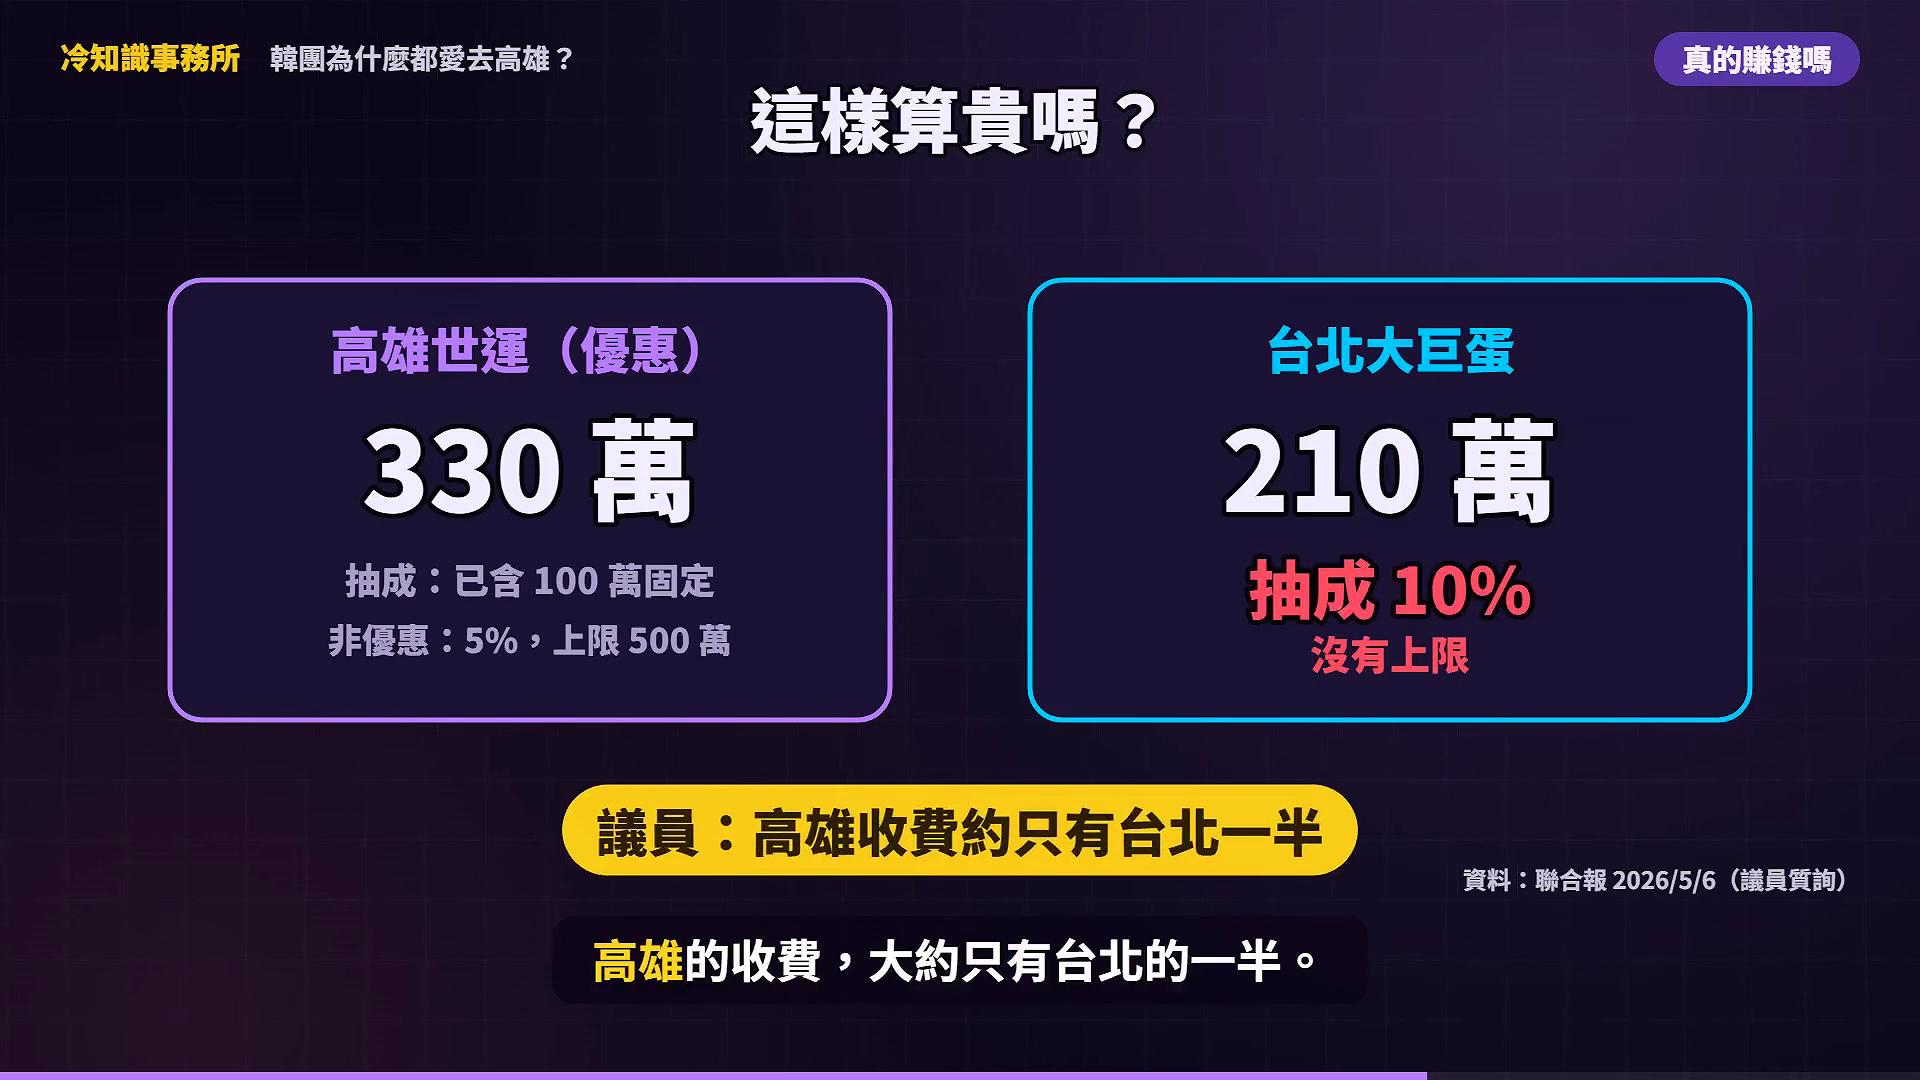 冷知識事務所 韓團為什麼都愛去高雄？
真的賺錢嗎
這樣算貴嗎？
高雄世運（優惠）
330 萬
抽成：已含 100 萬固定
非優惠：5%，上限 500 萬
台北大巨蛋
210 萬
抽成 10%
沒有上限
議員：高雄收費約只有台北一半
資料：聯合報 2026/5/6（議員質詢）
高雄的收費，大約只有台北的一半。